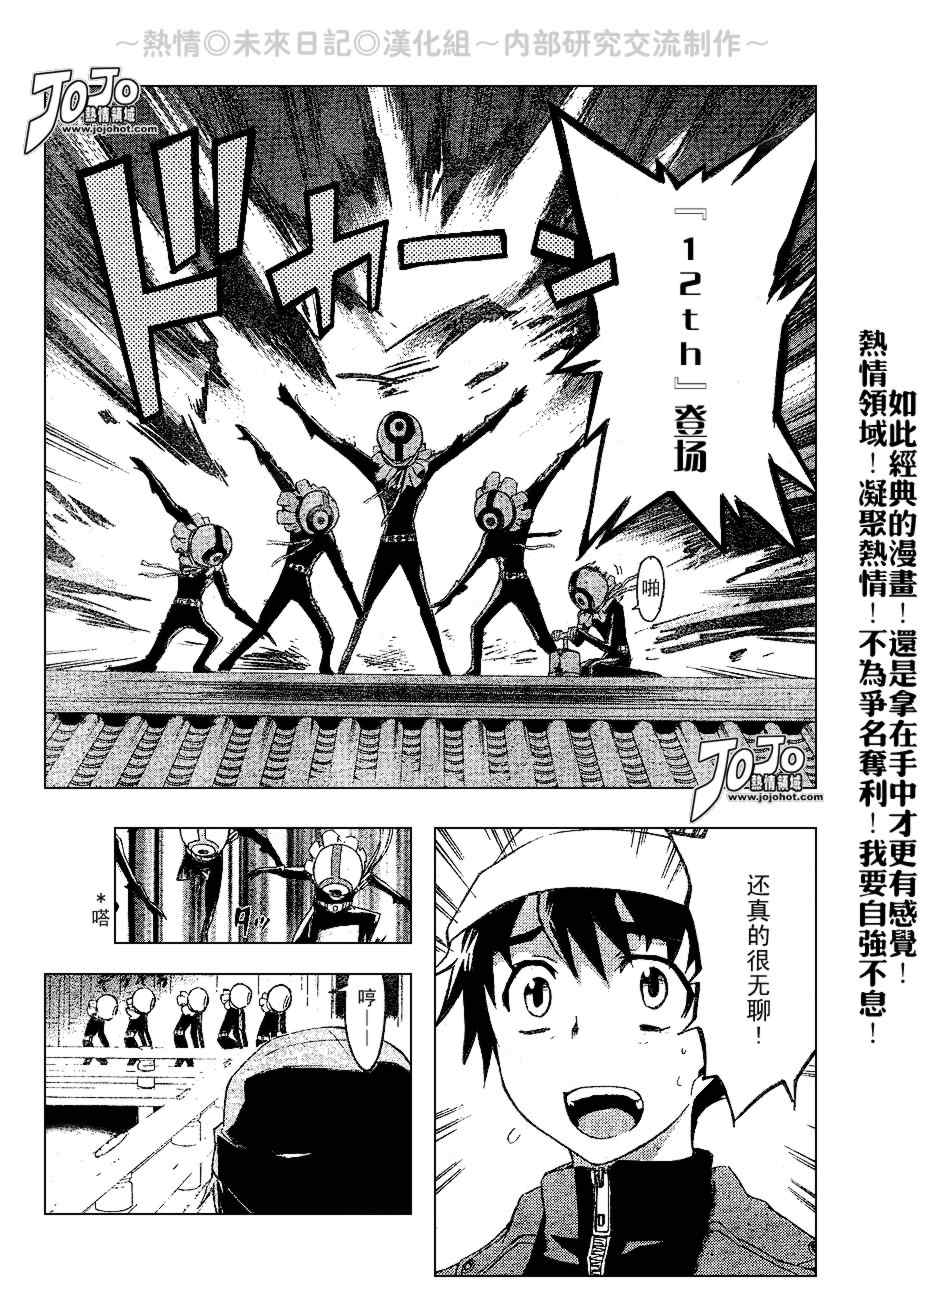 ～熱情◎未來日記◎漢化組～内部研究交流制作～
JOJO
熱情領域
www.jojohot.com
『12th』登场
ドカーン
啪
JOJO
熱情領域
www.jojohot.com
如此經典的漫畫！還是拿在手中才更有感覺！
熱情領域！凝聚熱情！不為爭名奪利！我要自強不息！
还真的很无聊！
*嗒
哼——